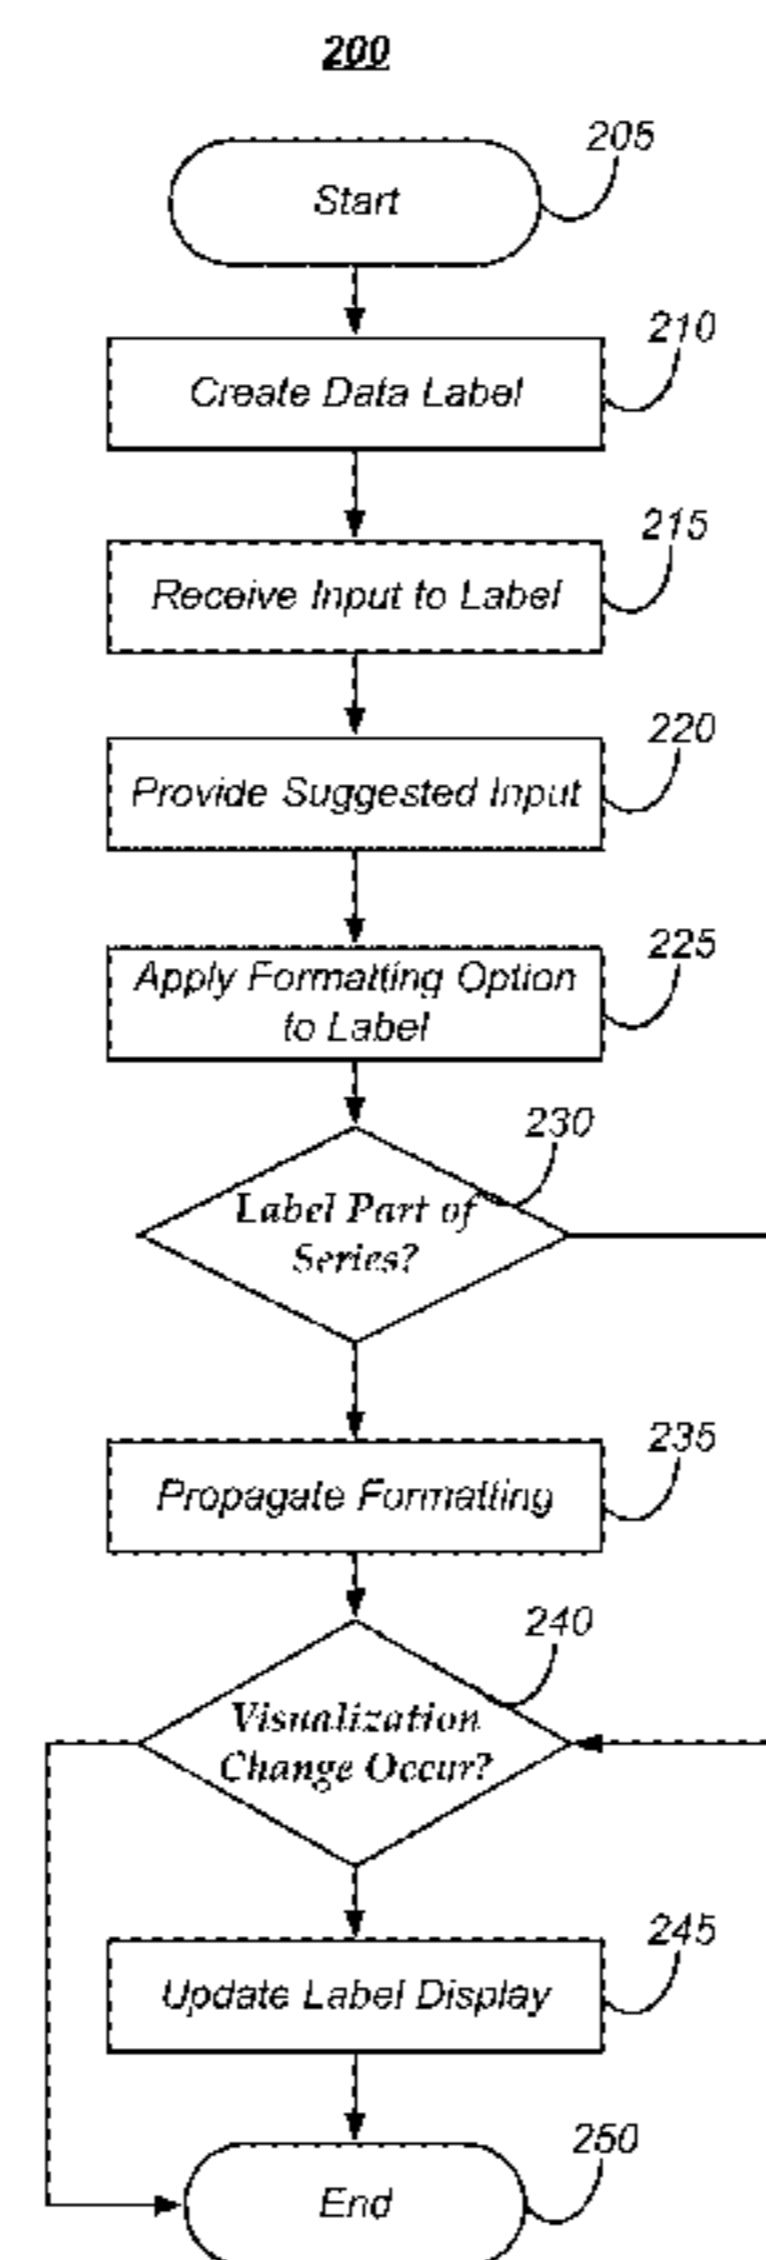 200
Start
205
Create Data Label
210
Receive Input to Label
215
Provide Suggested Input
220
Apply Formatting Option
to Label
225
Label Part of
Series?
230
Propagate Formatting
235
Visualization
Change Occur?
240
Update Label Display
245
End
250